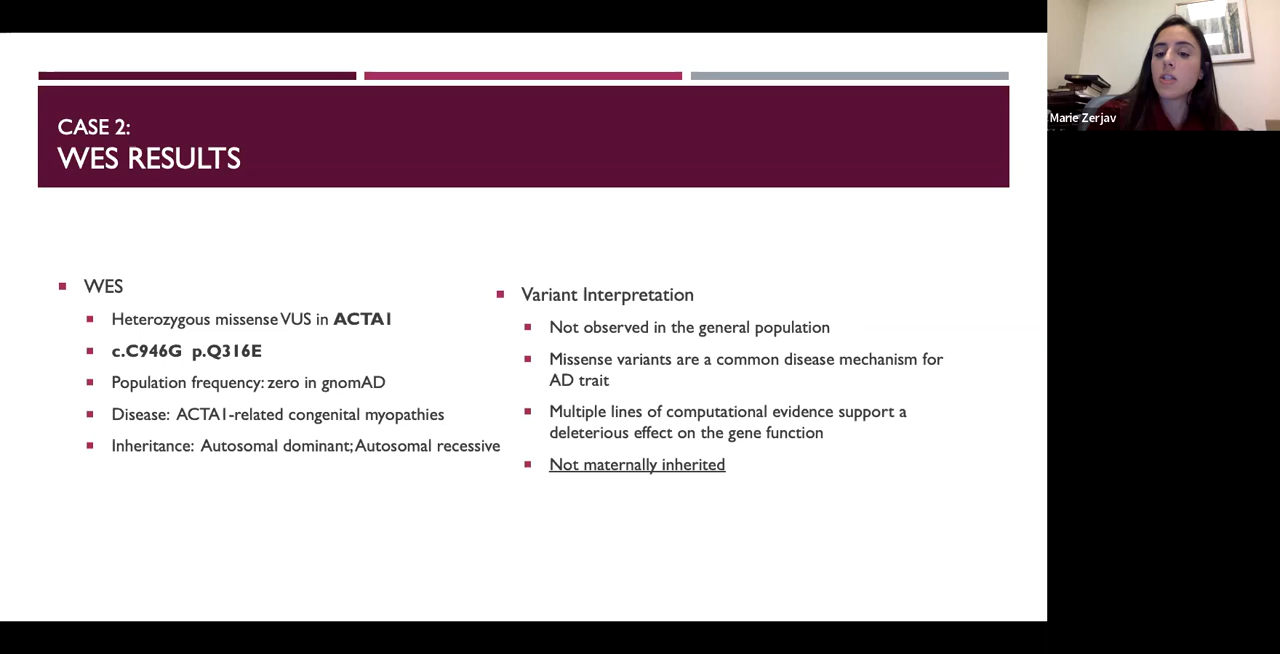 CASE 2:
WES RESULTS
WES
Heterozygous missense VUS in ACTA1
c.C946G p.Q316E
Population frequency: zero in gnomAD
Disease: ACTA1-related congenital myopathies
Inheritance: Autosomal dominant; Autosomal recessive
Variant Interpretation
Not observed in the general population
Missense variants are a common disease mechanism for
AD trait
Multiple lines of computational evidence support a
deleterious effect on the gene function
Not maternally inherited
Marie Zerjav